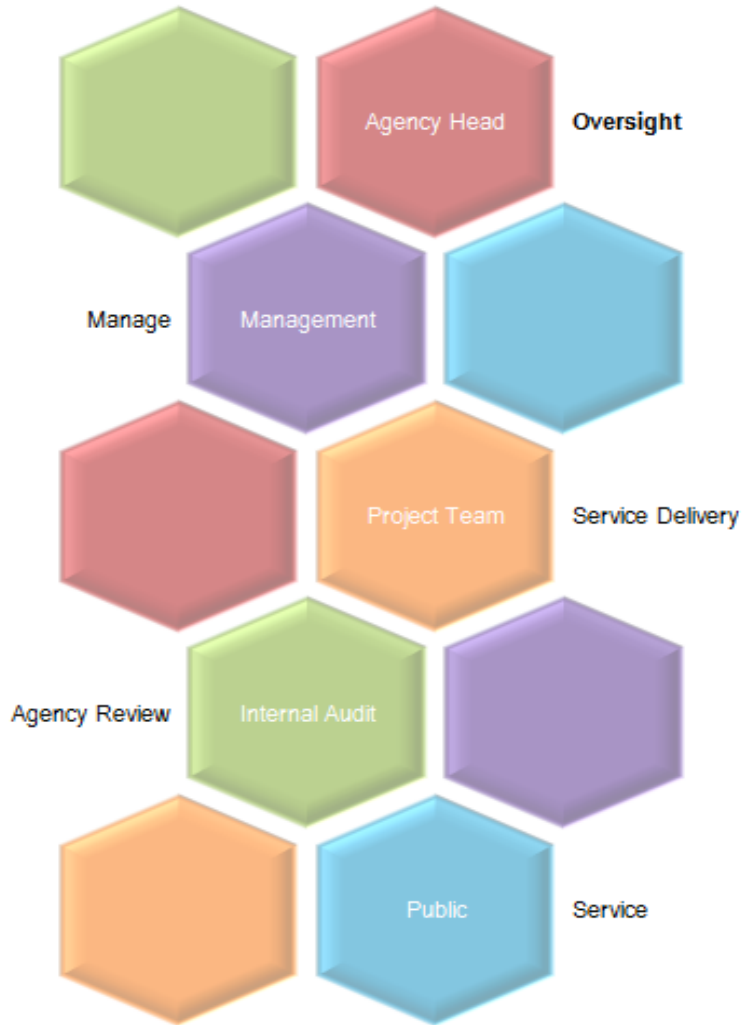 Agency Head
Oversight
Manage
Management
Project Team
Service Delivery
Agency Review
Internal Audit
Public
Service